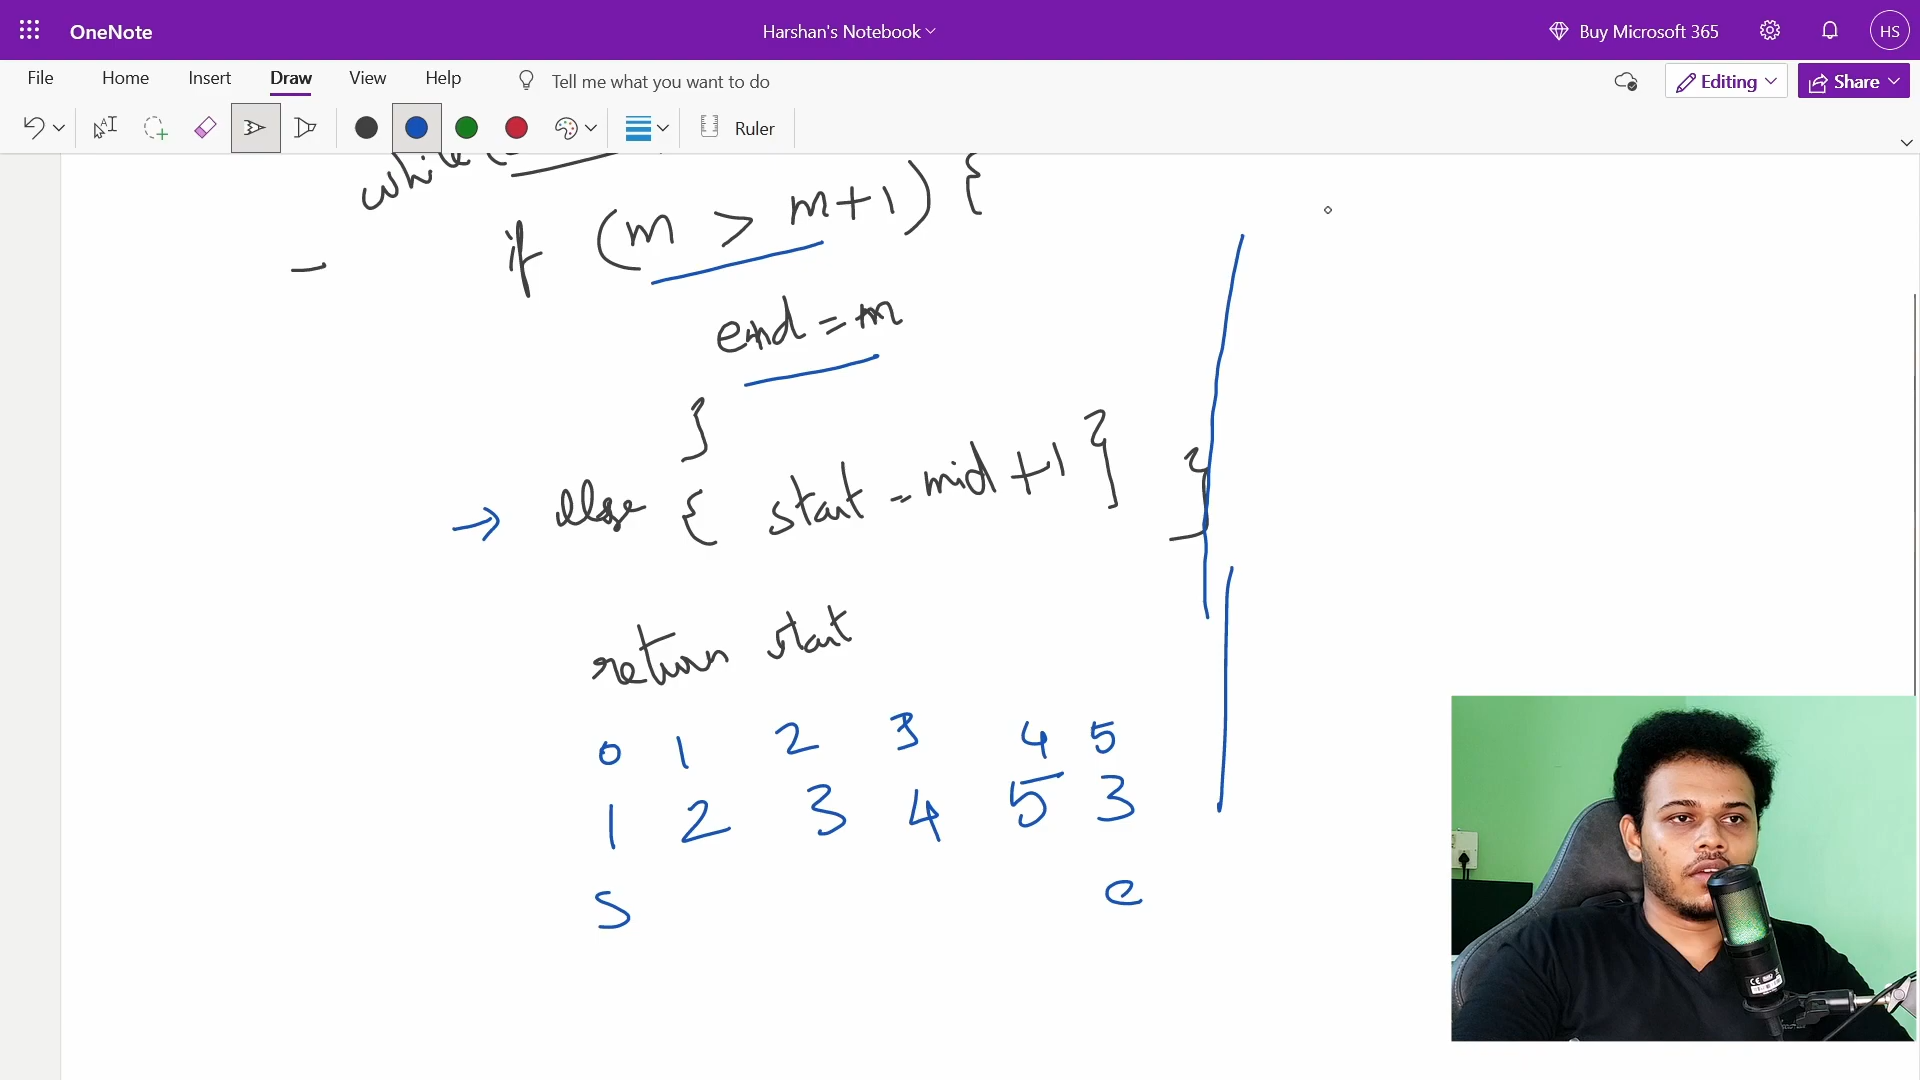 OneNote
Harshan's Notebook
Buy Microsoft 365
HS
File Home Insert Draw View Help Tell me what you want to do
Editing
Share
Ruler
while (
if (m > m+1) {
end = m
}
→ else { start = mid +1 } }
return start
0 1 2 3 4 5
1 2 3 4 5 3
S e